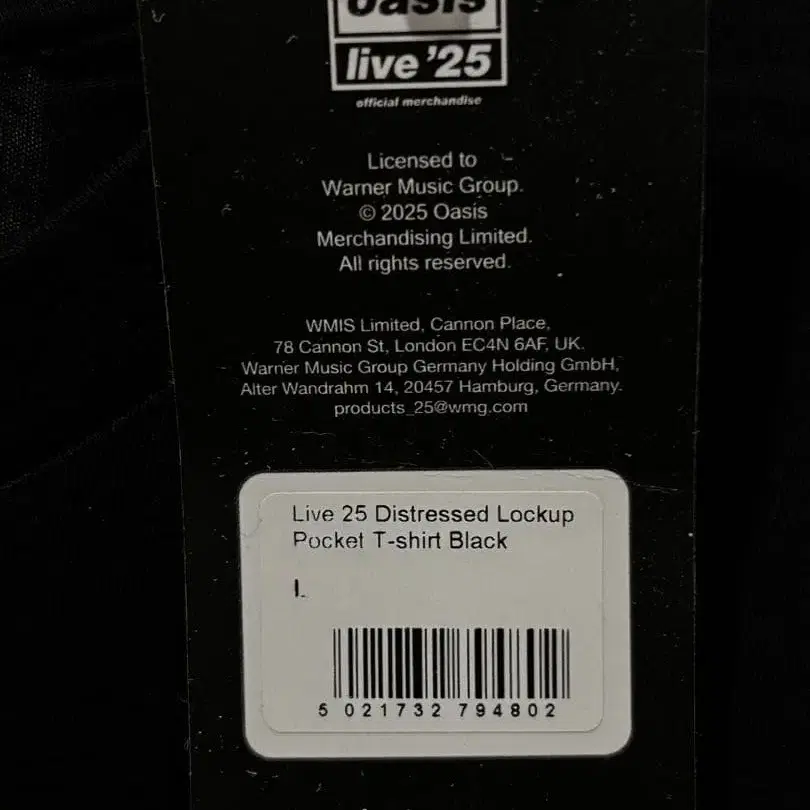 oasis
live '25
official merchandise
Licensed to
Warner Music Group.
© 2025 Oasis
Merchandising Limited.
All rights reserved.
WMIS Limited, Cannon Place,
78 Cannon St, London EC4N 6AF, UK.
Warner Music Group Germany Holding GmbH,
Alter Wandrahm 14, 20457 Hamburg, Germany.
products_25@wmg.com
Live 25 Distressed Lockup
Pocket T-shirt Black
L
5 021732 794802